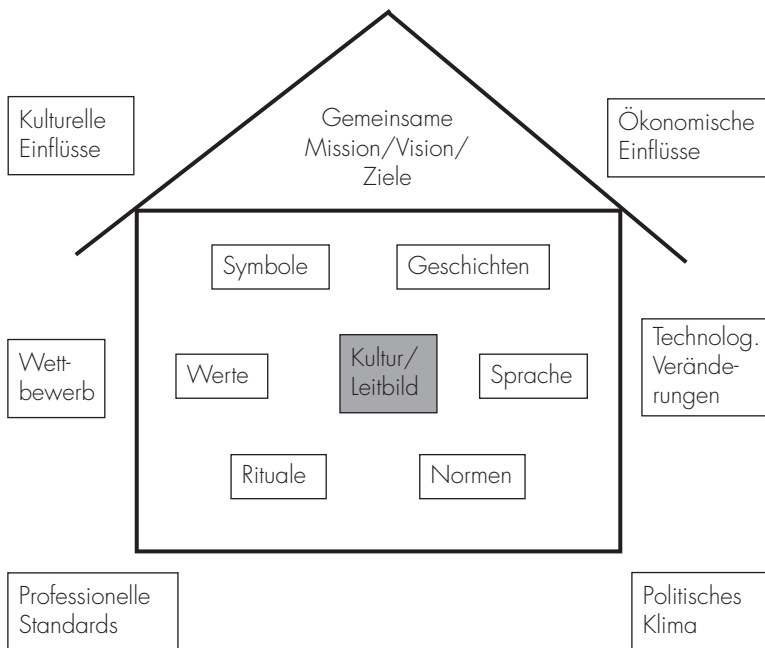 Kulturelle
Einflüsse
Gemeinsame
Mission/Vision/
Ziele
Ökonomische
Einflüsse
Symbole
Geschichten
Wett-
bewerb
Werte
Kultur/
Leitbild
Sprache
Technolog.
Verände-
rungen
Rituale
Normen
Professionelle
Standards
Politisches
Klima